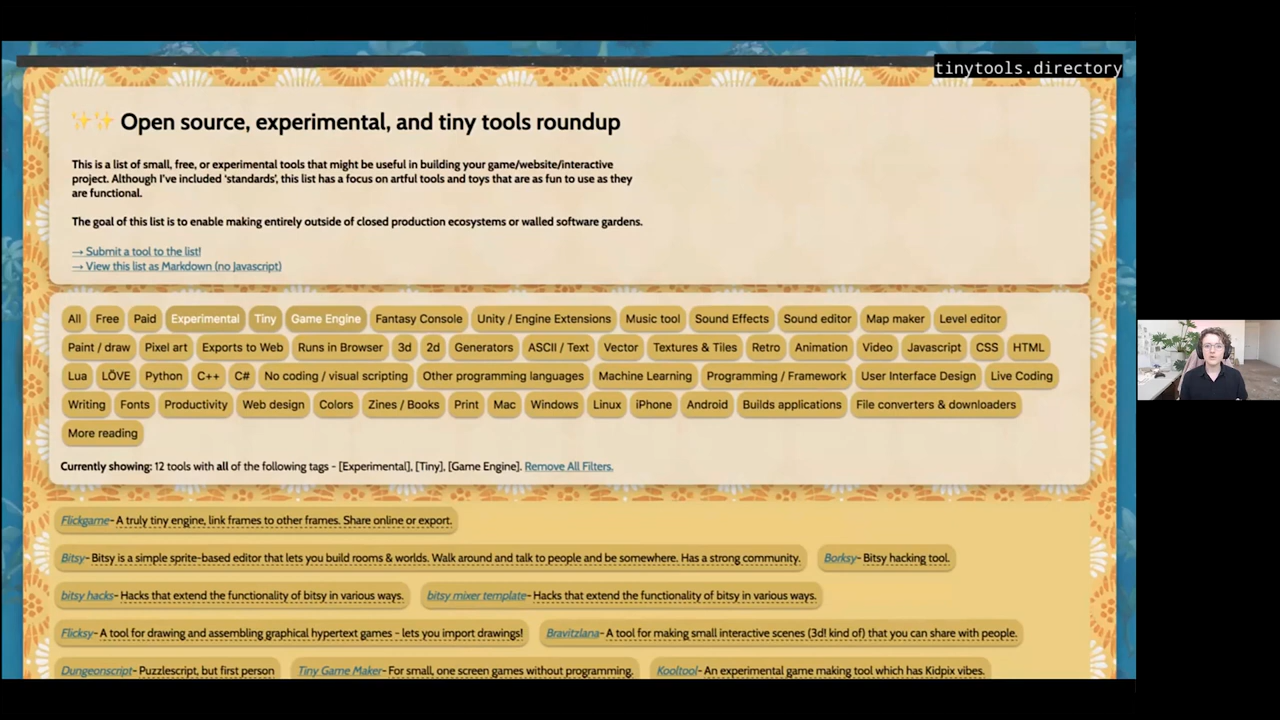 tinytools.directory
✨✨ Open source, experimental, and tiny tools roundup
This is a list of small, free, or experimental tools that might be useful in building your game/website/interactive
project. Although I've included 'standards', this list has a focus on artful tools and toys that are as fun to use as they
are functional.
The goal of this list is to enable making entirely outside of closed production ecosystems or walled software gardens.
→ Submit a tool to the list!
→ View this list as Markdown (no Javascript)
All Free Paid Experimental Tiny Game Engine Fantasy Console Unity / Engine Extensions Music tool Sound Effects Sound editor Map maker Level editor
Paint / draw Pixel art Exports to Web Runs in Browser 3d 2d Generators ASCII / Text Vector Textures & Tiles Retro Animation Video Javascript CSS HTML
Lua LÖVE Python C++ C# No coding / visual scripting Other programming languages Machine Learning Programming / Framework User Interface Design Live Coding
Writing Fonts Productivity Web design Colors Zines / Books Print Mac Windows Linux iPhone Android Builds applications File converters & downloaders
More reading
Currently showing: 12 tools with all of the following tags - [Experimental], [Tiny], [Game Engine]. Remove All Filters.
Flickgame - A truly tiny engine, link frames to other frames. Share online or export.
Bitsy - Bitsy is a simple sprite-based editor that lets you build rooms & worlds. Walk around and talk to people and be somewhere. Has a strong community. Borksy - Bitsy hacking tool.
bitsy hacks - Hacks that extend the functionality of bitsy in various ways. bitsy mixer template - Hacks that extend the functionality of bitsy in various ways.
Flicksy - A tool for drawing and assembling graphical hypertext games - lets you import drawings! Bravitzlana - A tool for making small interactive scenes (3d! kind of) that you can share with people.
Dungeonscript - Puzzlescript, but first person Tiny Game Maker - For small, one screen games without programming. Kooltool - An experimental game making tool which has Kidpix vibes.